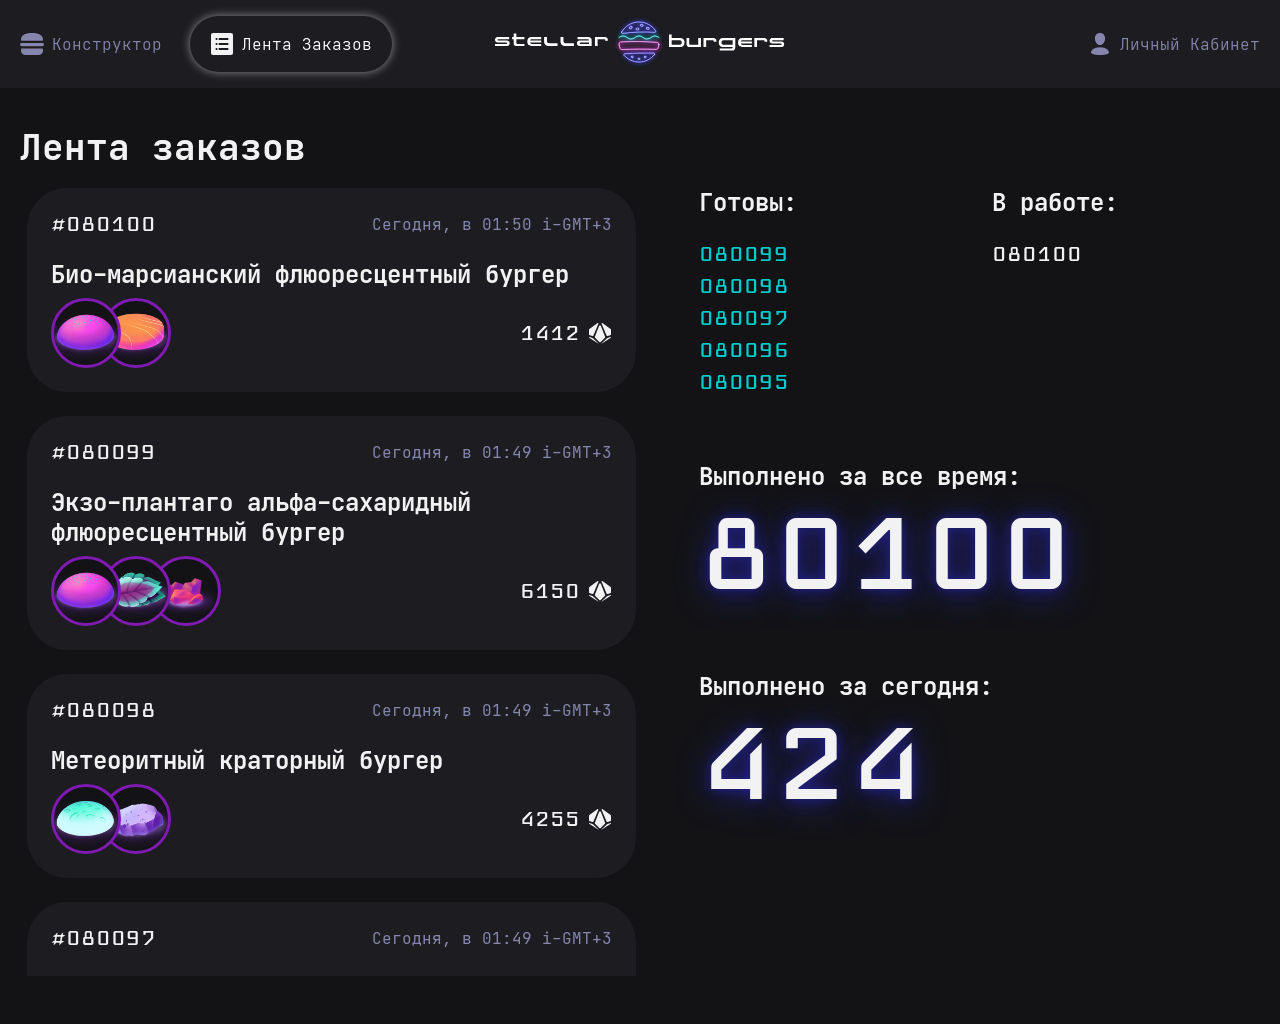 Конструктор
Лента Заказов
stellar burgers
Личный Кабинет
Лента заказов
#080100
Сегодня, в 01:50 i-GMT+3
Био-марсианский флюоресцентный бургер
1412
#080099
Сегодня, в 01:49 i-GMT+3
Экзо-плантаго альфа-сахаридный
флюоресцентный бургер
6150
#080098
Сегодня, в 01:49 i-GMT+3
Метеоритный краторный бургер
4255
#080097
Сегодня, в 01:49 i-GMT+3
Готовы:
080099
080098
080097
080096
080095
В работе:
080100
Выполнено за все время:
80100
Выполнено за сегодня:
424